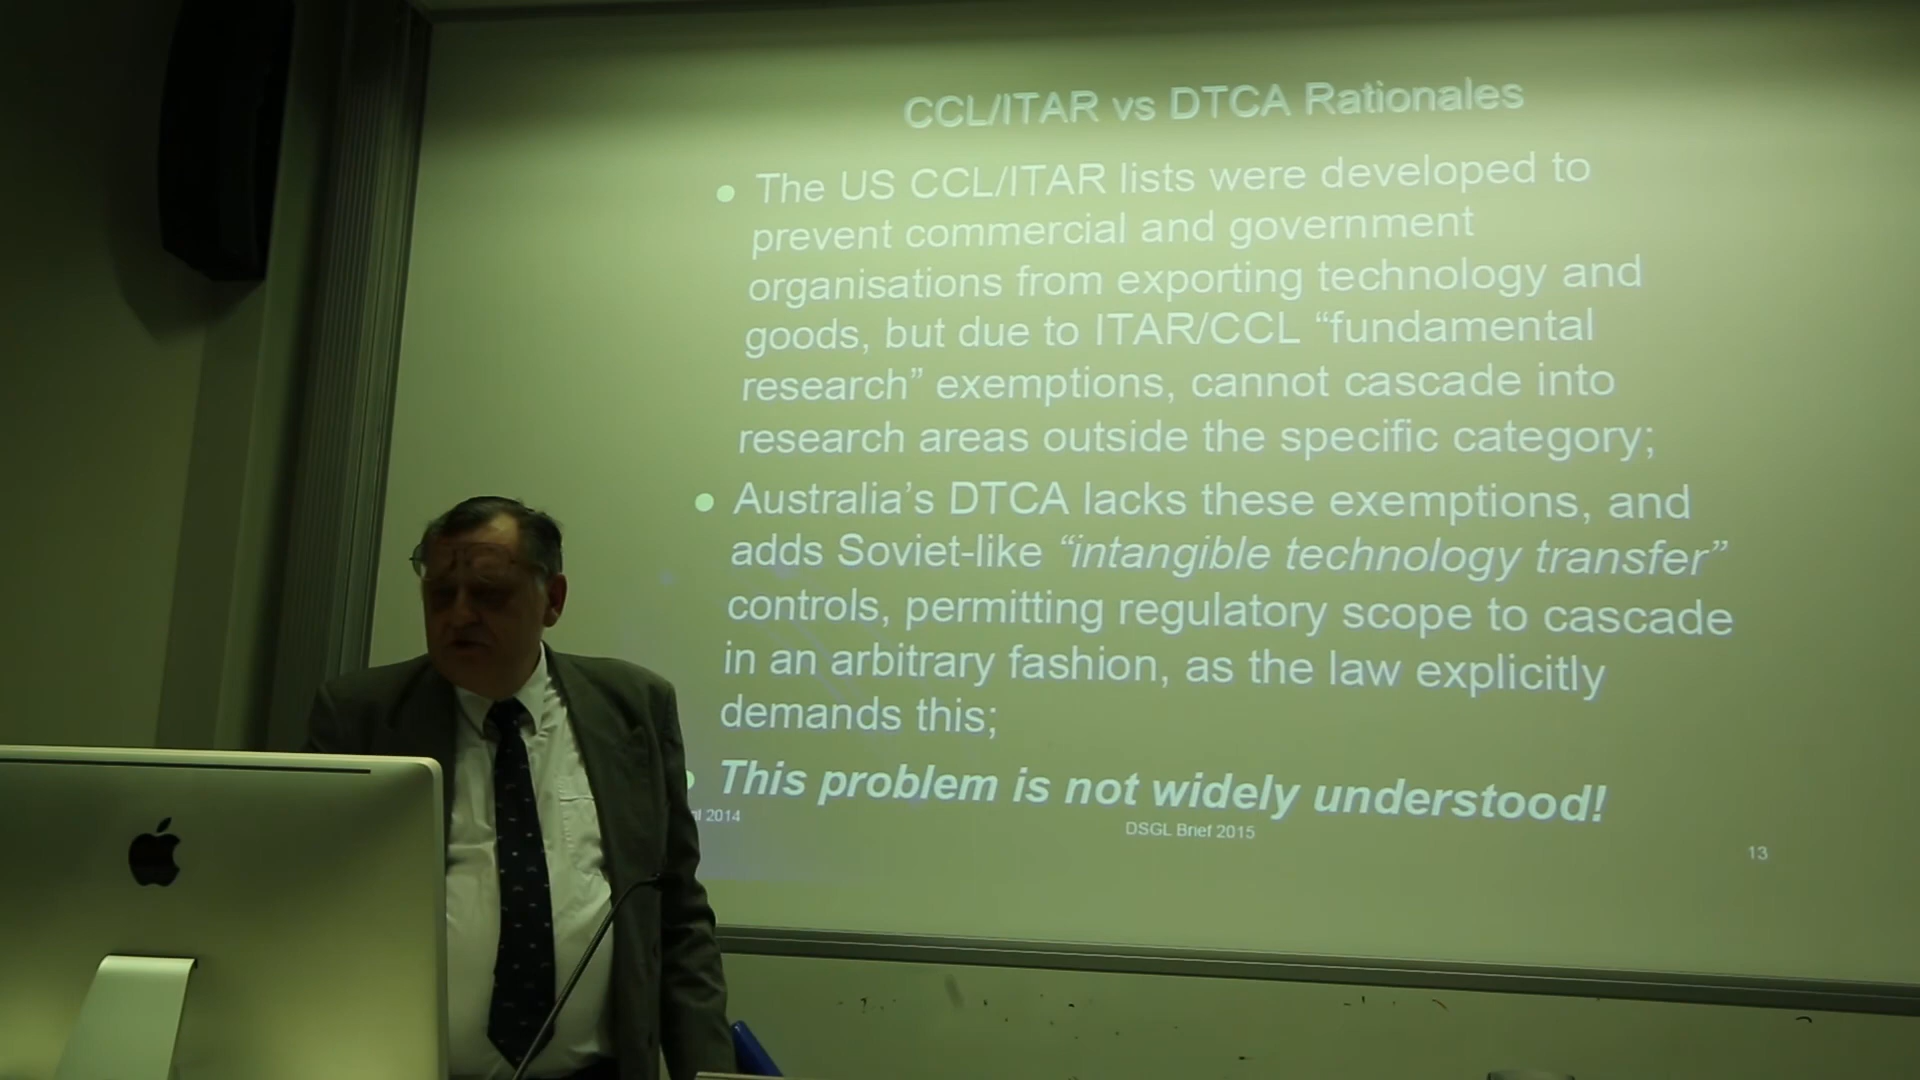 CCL/ITAR vs DTCA Rationales
The US CCL/ITAR lists were developed to
prevent commercial and government
organisations from exporting technology and
goods, but due to ITAR/CCL “fundamental
research” exemptions, cannot cascade into
research areas outside the specific category;
Australia’s DTCA lacks these exemptions, and
adds Soviet-like “intangible technology transfer”
controls, permitting regulatory scope to cascade
in an arbitrary fashion, as the law explicitly
demands this;
This problem is not widely understood!
2014
DSGL Brief 2015
13